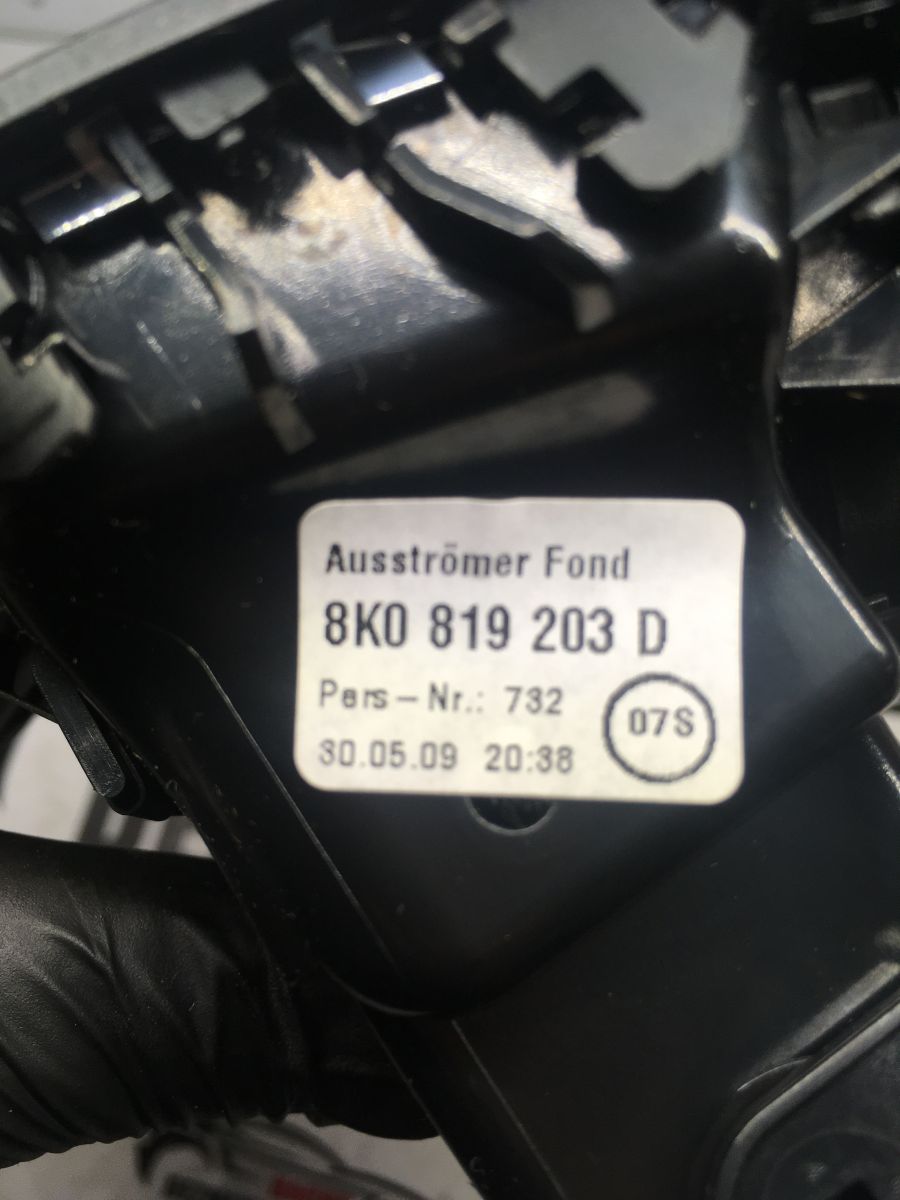 Ausströmer Fond
8K0 819 203 D
Pers-Nr.: 732
07S
30.05.09 20:38